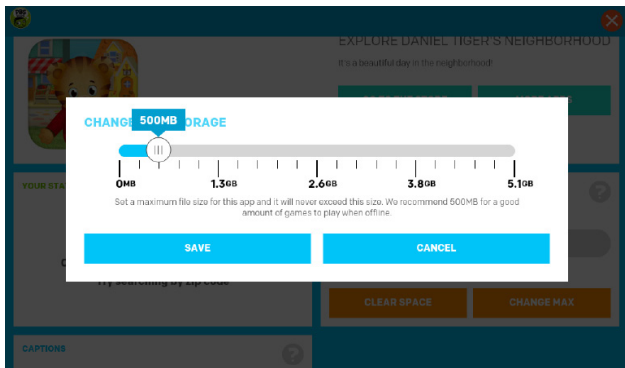 EXPLORE DANIEL TIGER'S NEIGHBORHOOD
It's a beautiful day in the neighborhood!
CHANGE
500MB
ORAGE
0MB 1.3GB 2.6GB 3.8GB 5.1GB
Set a maximum file size for this app and it will never exceed this size. We recommend 500MB for a good
amount of games to play when offline.
SAVE CANCEL
YOUR STA
Try searching by zip code
CLEAR SPACE CHANGE MAX
CAPTIONS
?
?